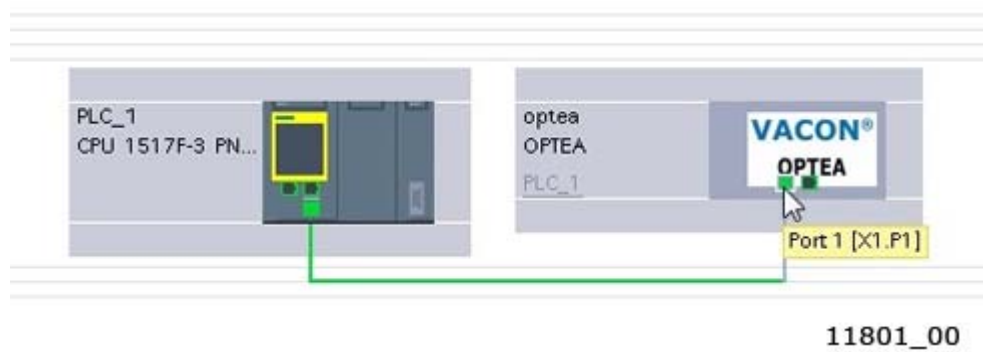 PLC_1
CPU 1517F-3 PN...
optea
OPTEA
PLC_1
VACON®
OPTEA
Port 1 [X1.P1]
11801_00